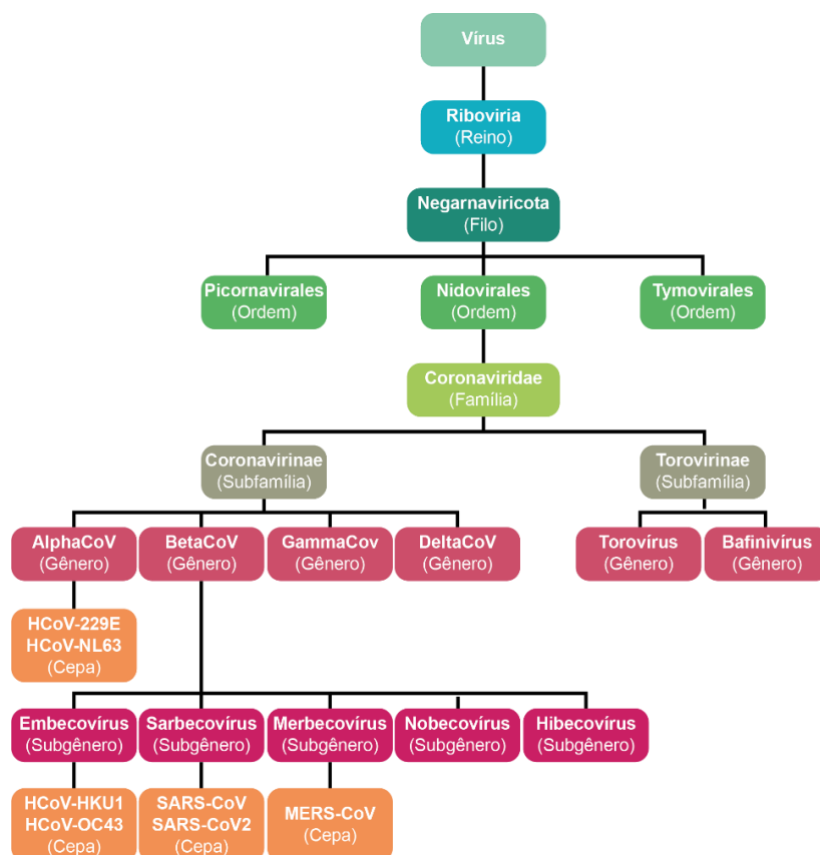 Vírus
Riboviria
(Reino)
Negarnaviricota
(Filo)
Picornavirales
(Ordem)
Nidovirales
(Ordem)
Tymovirales
(Ordem)
Coronaviridae
(Família)
Coronavirinae
(Subfamília)
Torovirinae
(Subfamília)
AlphaCoV
(Gênero)
BetaCoV
(Gênero)
GammaCov
(Gênero)
DeltaCoV
(Gênero)
Torovírus
(Gênero)
Bafinivírus
(Gênero)
HCoV-229E
HCoV-NL63
(Cepa)
Embecovírus
(Subgênero)
Sarbecovírus
(Subgênero)
Merbecovírus
(Subgênero)
Nobecovírus
(Subgênero)
Hibecovírus
(Subgênero)
HCoV-HKU1
HCoV-OC43
(Cepa)
SARS-CoV
SARS-CoV2
(Cepa)
MERS-CoV
(Cepa)